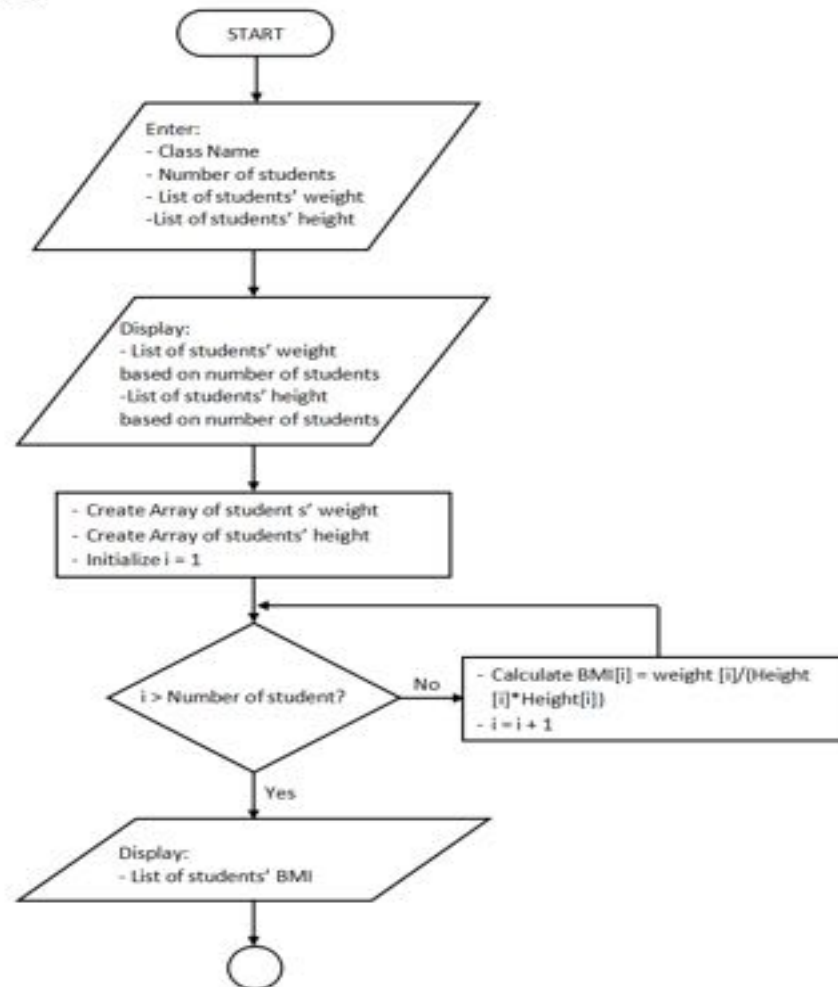 START
Enter:
- Class Name
- Number of students
- List of students' weight
-List of students' height
Display:
- List of students' weight
based on number of students
-List of students' height
based on number of students
- Create Array of student s' weight
- Create Array of students' height
- Initialize i = 1
i > Number of student?
No
- Calculate BMI[i] = weight [i]/(Height
[i]*Height[i])
- i = i + 1
Yes
Display:
- List of students' BMI